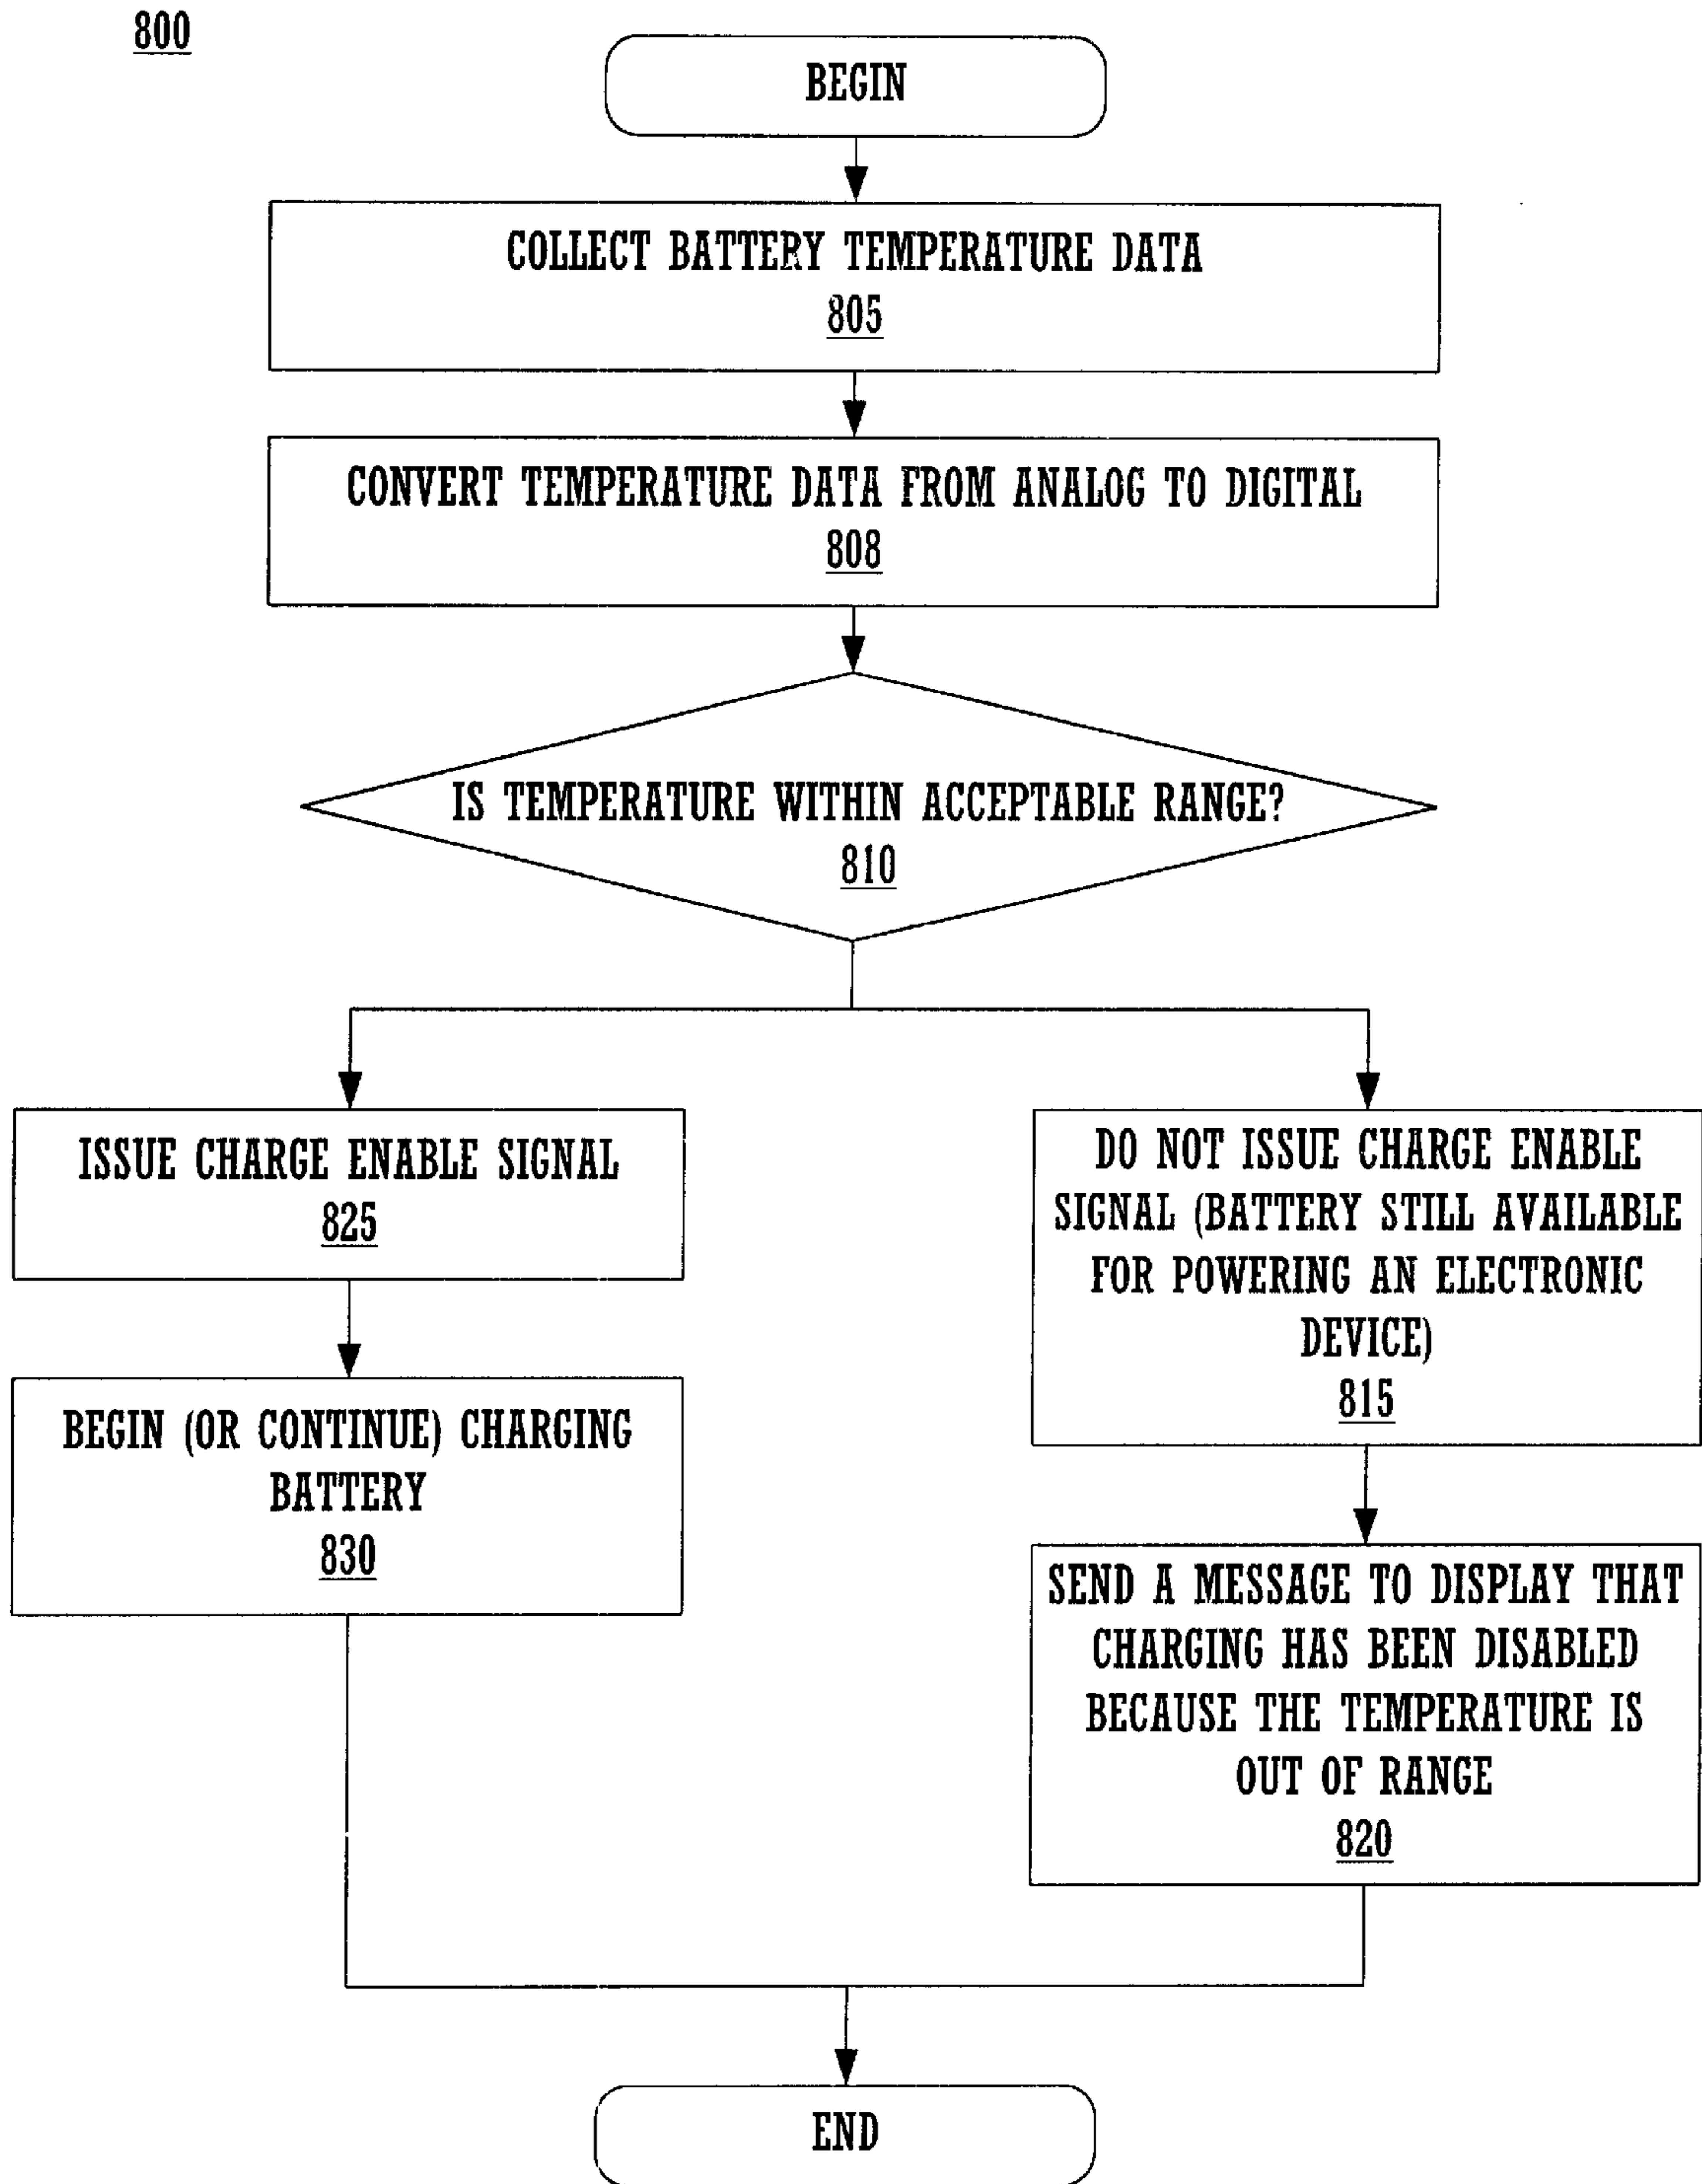 800
BEGIN
COLLECT BATTERY TEMPERATURE DATA
805
CONVERT TEMPERATURE DATA FROM ANALOG TO DIGITAL
808
IS TEMPERATURE WITHIN ACCEPTABLE RANGE?
810
ISSUE CHARGE ENABLE SIGNAL
825
BEGIN (OR CONTINUE) CHARGING
BATTERY
830
DO NOT ISSUE CHARGE ENABLE
SIGNAL (BATTERY STILL AVAILABLE
FOR POWERING AN ELECTRONIC
DEVICE)
815
SEND A MESSAGE TO DISPLAY THAT
CHARGING HAS BEEN DISABLED
BECAUSE THE TEMPERATURE IS
OUT OF RANGE
820
END